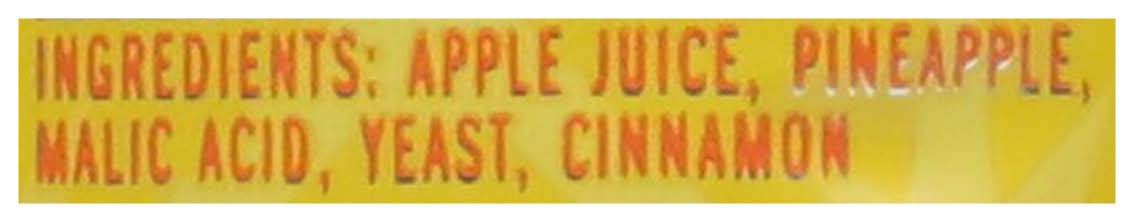 INGREDIENTS: APPLE JUICE, PINEAPPLE,
MALIC ACID, YEAST, CINNAMON